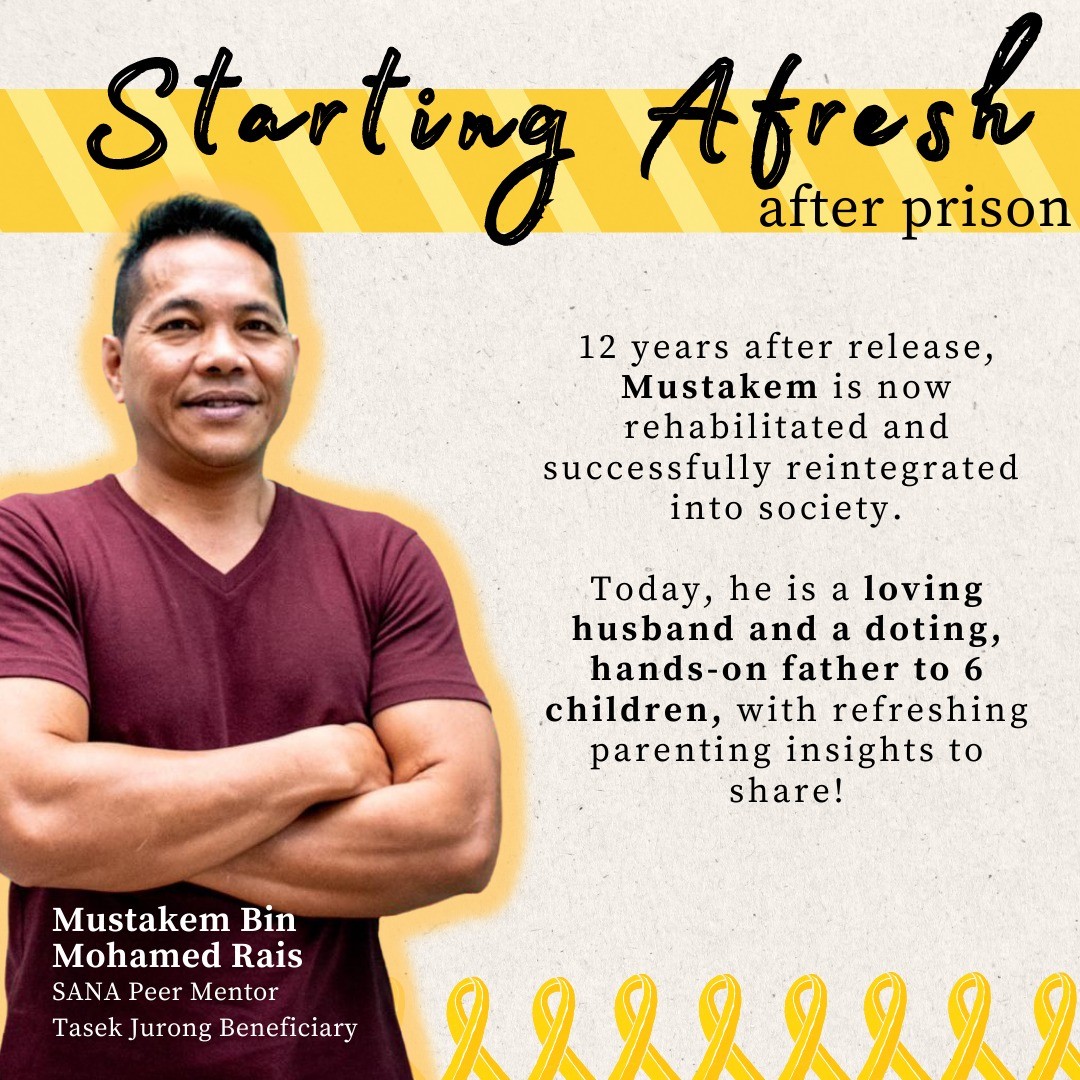 Starting Afresh
after prison
12 years after release,
Mustakem is now
rehabilitated and
successfully reintegrated
into society.
Today, he is a loving
husband and a doting,
hands-on father to 6
children, with refreshing
parenting insights to
share!
Mustakem Bin
Mohamed Rais
SANA Peer Mentor
Tasek Jurong Beneficiary